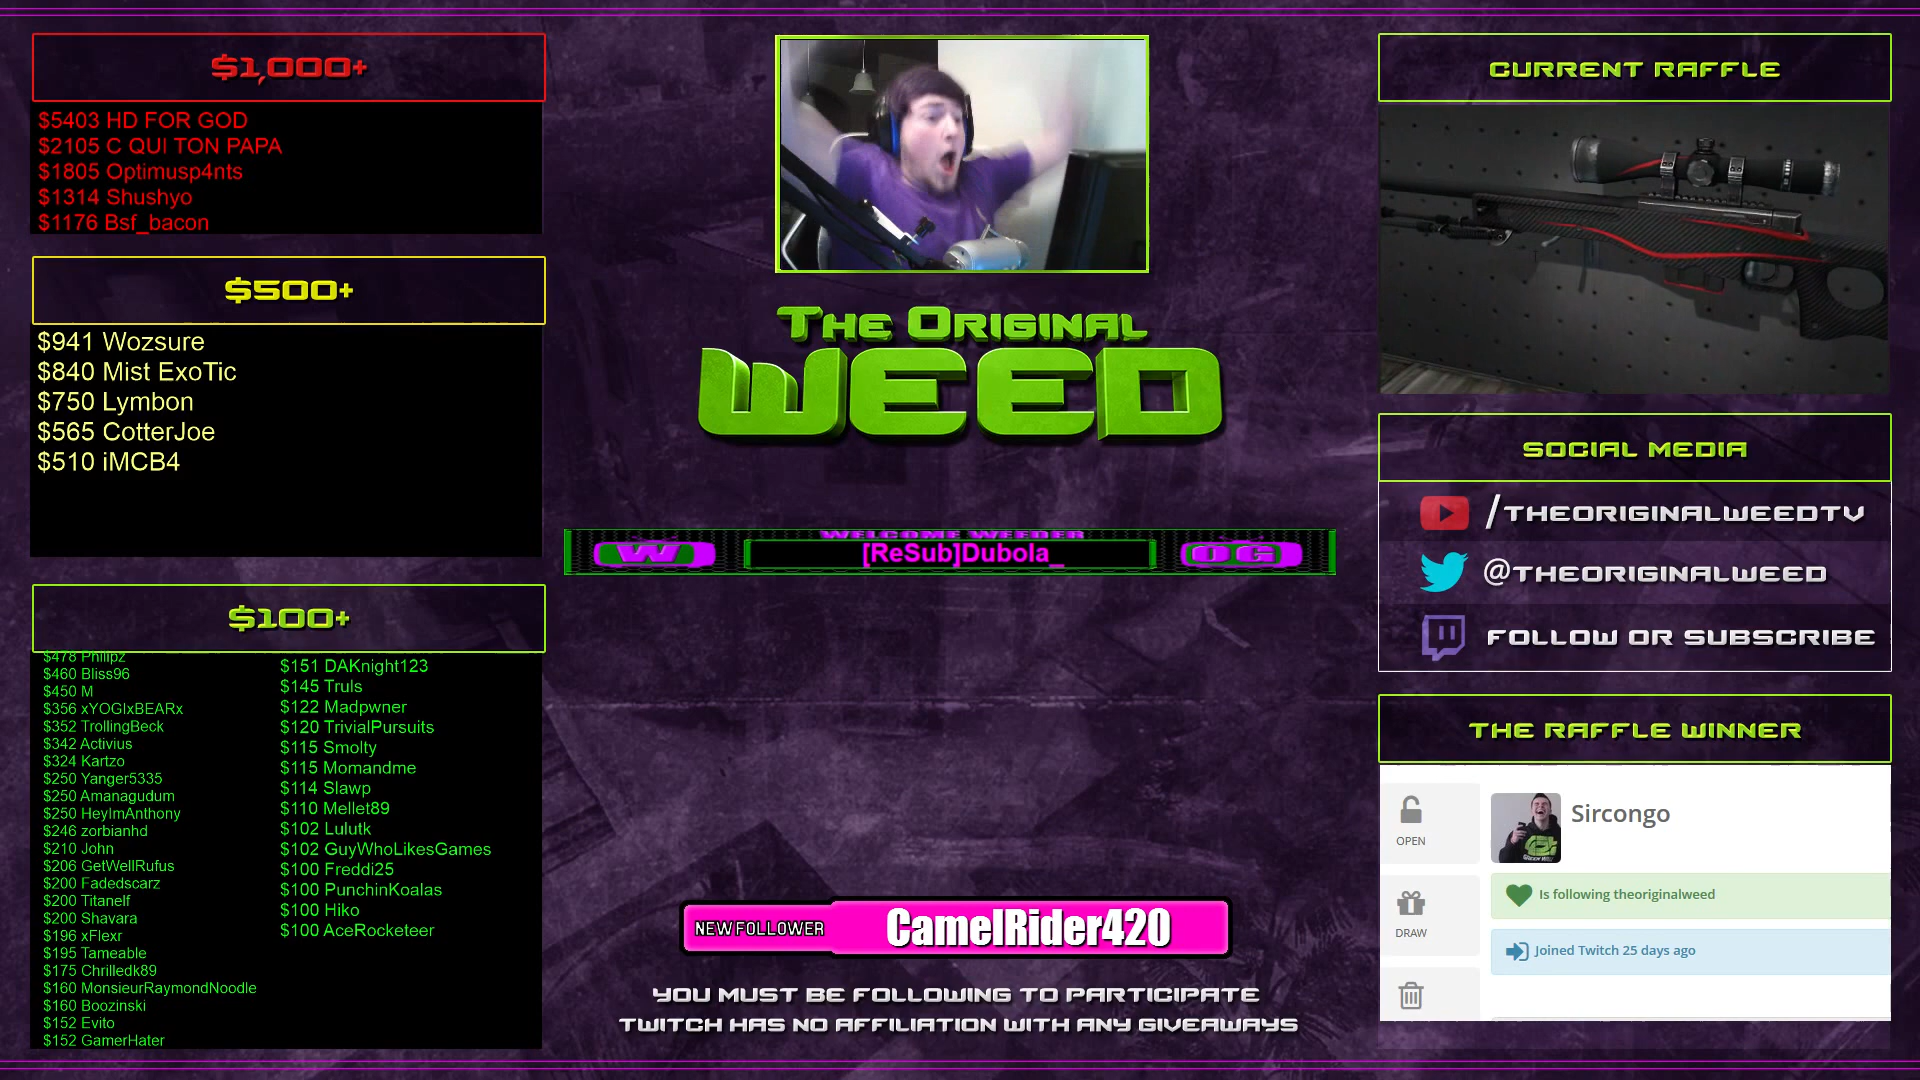 $1,000+
$5403 HD FOR GOD
$2105 C QUI TON PAPA
$1805 Optimusp4nts
$1314 Shushyo
$1176 Bsf_bacon
$500+
$941 Wozsure
$840 Mist ExoTic
$750 Lymbon
$565 CotterJoe
$510 iMCB4
$100+
$478 Philipz
$460 Bliss96
$450 M
$356 xYOGIxBEARx
$352 TrollingBeck
$342 Activius
$324 Kartzo
$250 Yanger5335
$250 Amanagudum
$250 HeyImAnthony
$246 zorbianhd
$210 John
$206 GetWellRufus
$200 Fadedscarz
$200 Titanelf
$200 Shavara
$196 xFlexr
$195 Tameable
$175 Chrilledk89
$160 MonsieurRaymondNoodle
$160 Boozinski
$152 Evito
$152 GamerHater
$151 DAKnight123
$145 Truls
$122 Madpwner
$120 TrivialPursuits
$115 Smolty
$115 Momandme
$114 Slawp
$110 Mellet89
$102 Lulutk
$102 GuyWhoLikesGames
$100 Freddi25
$100 PunchinKoalas
$100 Hiko
$100 AceRocketeer
THE ORIGINAL
WEED
WELCOME WEEDER
W [ReSub]Dubola_ OG
NEW FOLLOWER CamelRider420
YOU MUST BE FOLLOWING TO PARTICIPATE
TWITCH HAS NO AFFILIATION WITH ANY GIVEAWAYS
CURRENT RAFFLE
SOCIAL MEDIA
/THEORIGINALWEEDTV
@THEORIGINALWEED
FOLLOW OR SUBSCRIBE
THE RAFFLE WINNER
OPEN
DRAW
Sircongo
Is following theoriginalweed
Joined Twitch 25 days ago